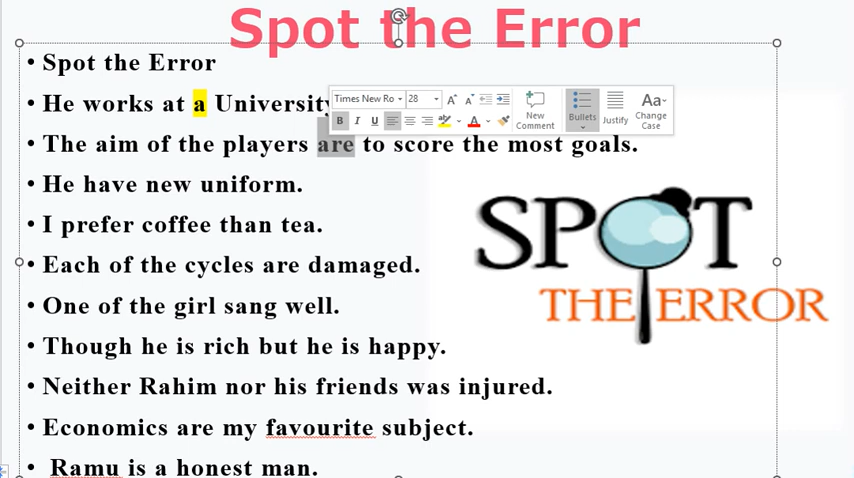 Spot the Error
• Spot the Error
• He works at a University
Times New Ro 28
B I U A
New Comment
Bullets
Justify
Aa Change Case
• The aim of the players are to score the most goals.
• He have new uniform.
• I prefer coffee than tea.
• Each of the cycles are damaged.
• One of the girl sang well.
• Though he is rich but he is happy.
• Neither Rahim nor his friends was injured.
• Economics are my favourite subject.
• Ramu is a honest man.
SPOT
THE ERROR